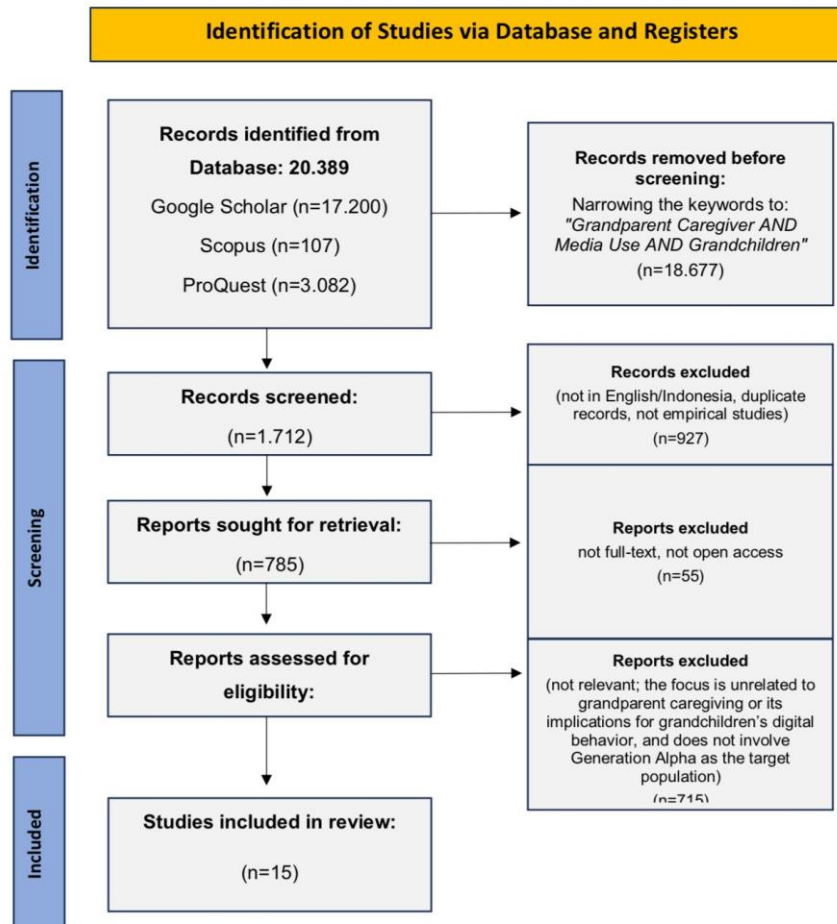 Identification of Studies via Database and Registers
Identification
Records identified from
Database: 20.389
Google Scholar (n=17.200)
Scopus (n=107)
ProQuest (n=3.082)
Records removed before
screening:
Narrowing the keywords to:
"Grandparent Caregiver AND
Media Use AND Grandchildren"
(n=18.677)
Screening
Records screened:
(n=1.712)
Records excluded
(not in English/Indonesia, duplicate
records, not empirical studies)
(n=927)
Reports sought for retrieval:
(n=785)
Reports excluded
not full-text, not open access
(n=55)
Reports assessed for
eligibility:
Reports excluded
(not relevant; the focus is unrelated to
grandparent caregiving or its
implications for grandchildren's digital
behavior, and does not involve
Generation Alpha as the target
population)
(n=715)
Included
Studies included in review:
(n=15)